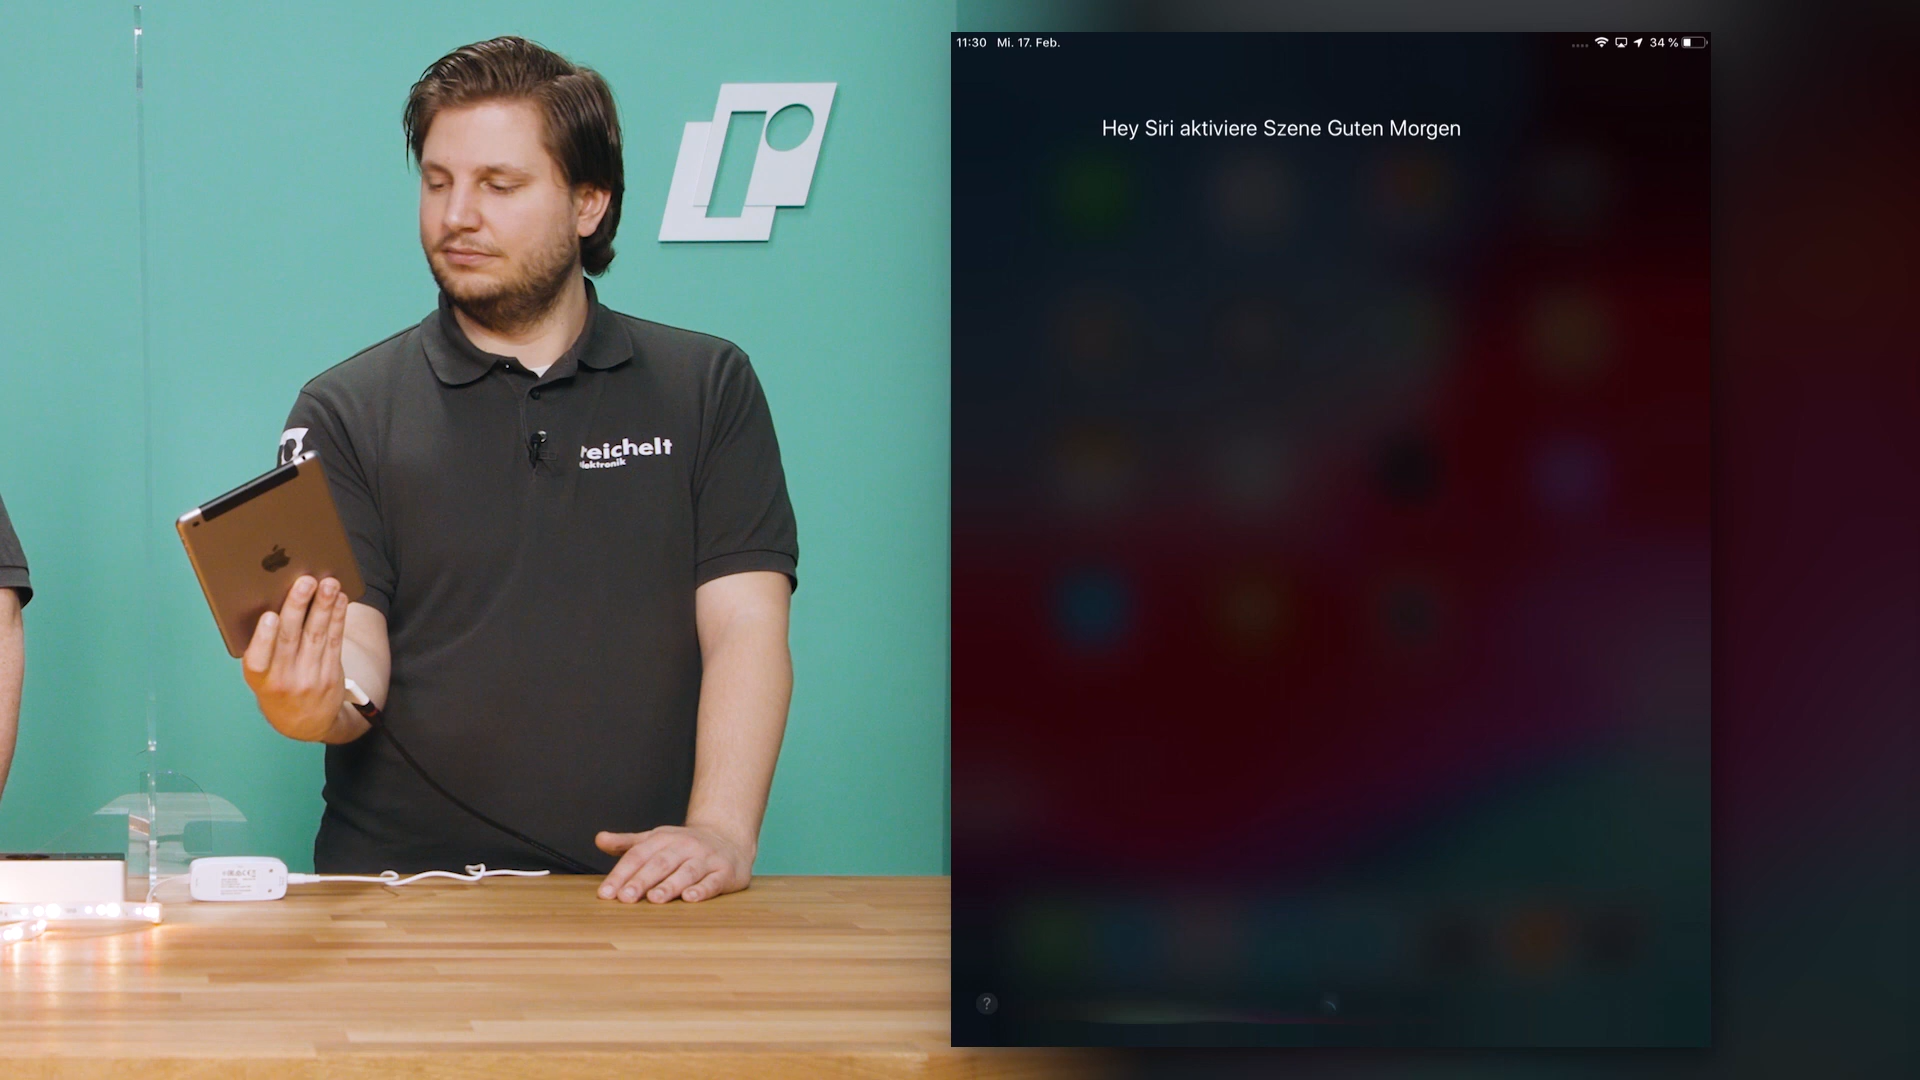 11:30 Mi. 17. Feb.
34 %
Hey Siri aktiviere Szene Guten Morgen
reichelt
elektronik
?